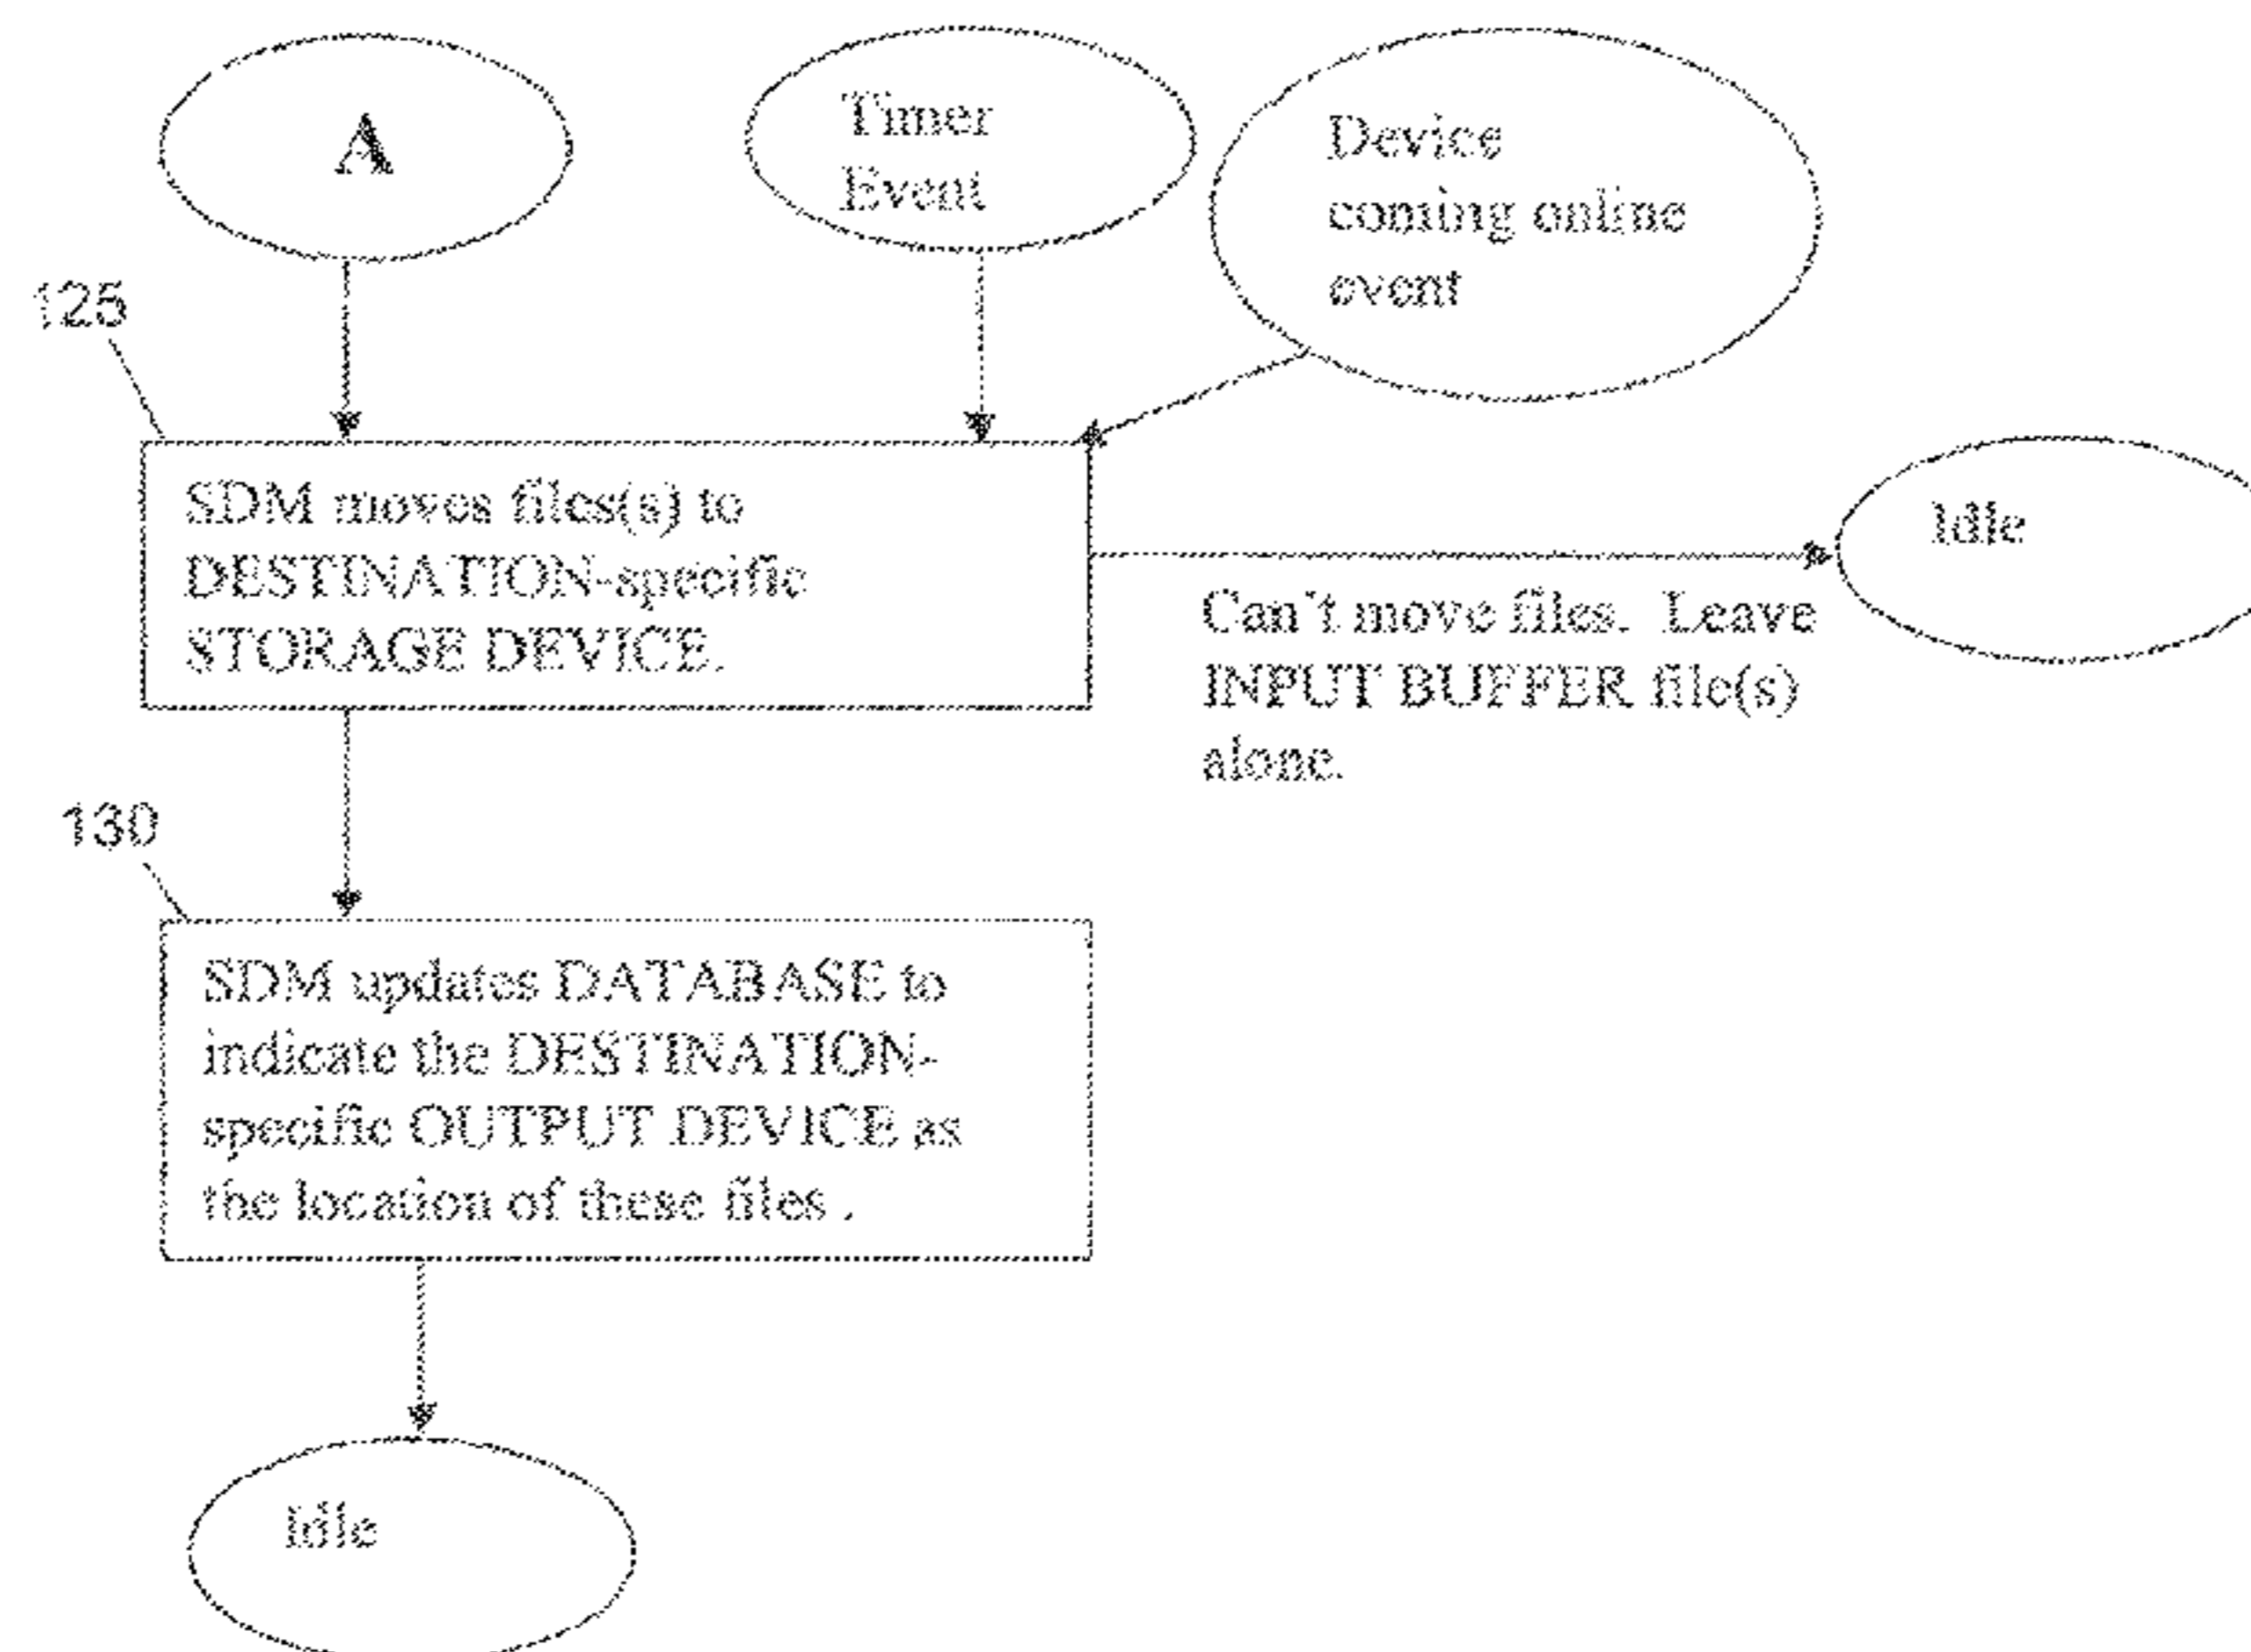 A
Timer
Event
Device
coming online
event
125
SDM moves files(s) to
DESTINATION-specific
STORAGE DEVICE.
Idle
Can't move files. Leave
INPUT BUFFER file(s)
alone.
130
SDM updates DATABASE to
indicate the DESTINATION-
specific OUTPUT DEVICE as
the location of these files .
Idle